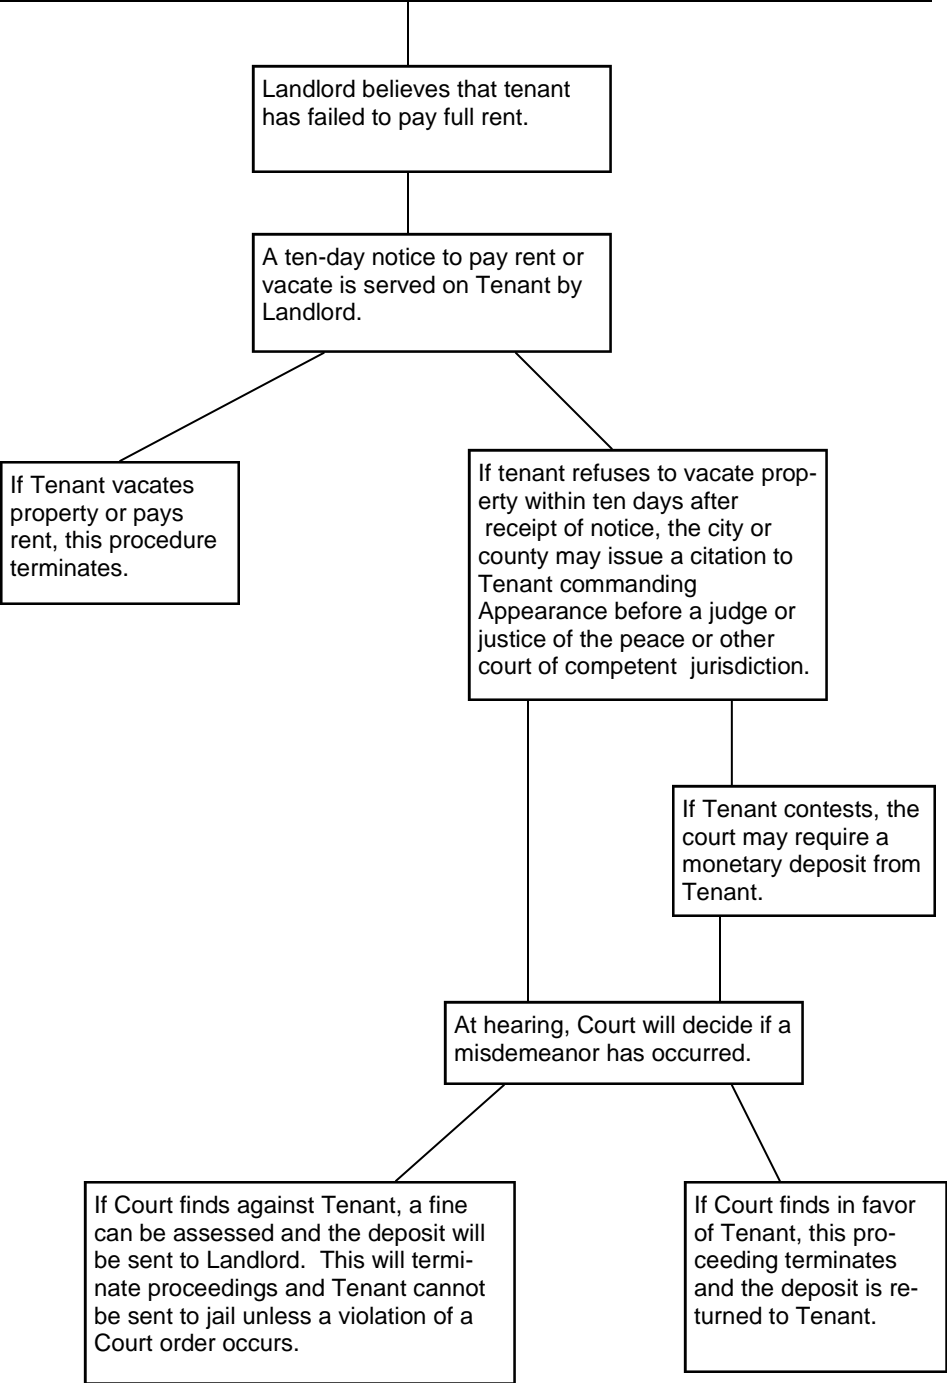 Landlord believes that tenant
has failed to pay full rent.
A ten-day notice to pay rent or
vacate is served on Tenant by
Landlord.
If Tenant vacates
property or pays
rent, this procedure
terminates.
If tenant refuses to vacate prop-
erty within ten days after
receipt of notice, the city or
county may issue a citation to
Tenant commanding
Appearance before a judge or
justice of the peace or other
court of competent  jurisdiction.
If Tenant contests, the
court may require a
monetary deposit from
Tenant.
At hearing, Court will decide if a
misdemeanor has occurred.
If Court finds against Tenant, a fine
can be assessed and the deposit will
be sent to Landlord.  This will termi-
nate proceedings and Tenant cannot
be sent to jail unless a violation of a
Court order occurs.
If Court finds in favor
of Tenant, this pro-
ceeding terminates
and the deposit is re-
turned to Tenant.